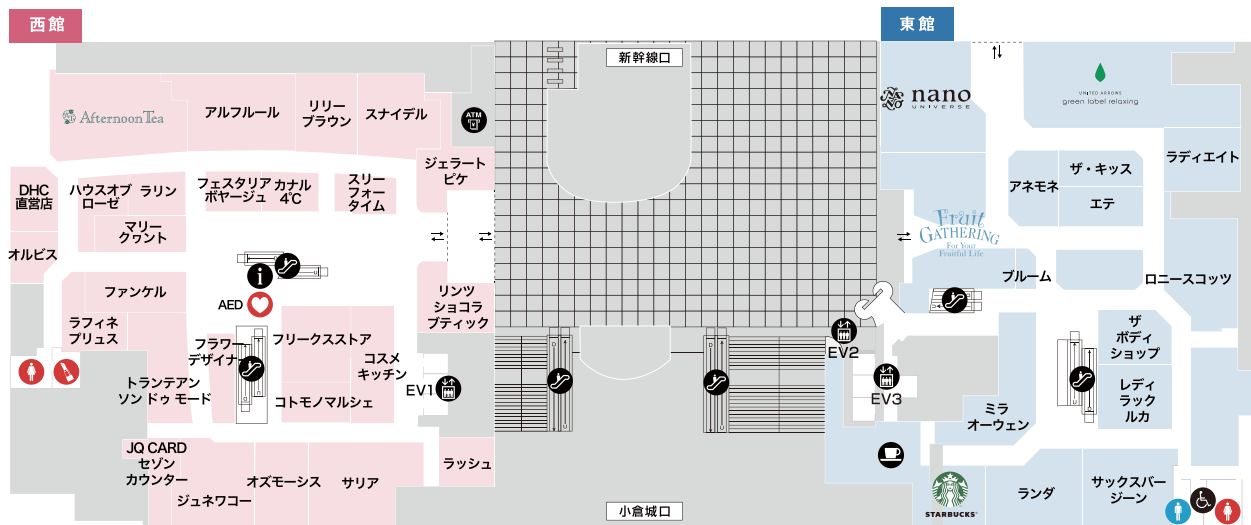 西館
東館
新幹線口
Afternoon Tea
アルフルール
リリー
ブラウン
スナイデル
ATM
ジェラート
ピケ
DHC
直営店
ハウスオブ
ローゼ
ラリン
フェスタリア
ボヤージュ
カナル
4℃
スリー
フォー
タイム
マリー
クヮント
オルビス
ファンケル
i
AED
リンツ
ショコラ
ブティック
ラフィネ
プリュス
フラワー
デザイナー
フリークスストア
コスメ
キッチン
トランテアン
ソン ドゥ モード
コトモノマルシェ
EV1
JQ CARD
セゾン
カウンター
ジュネワコー
オズモーシス
サリア
ラッシュ
小倉城口
nano
UNIVERSE
UNITED ARROWS
green label relaxing
ラディエイト
アネモネ
ザ・キッス
エテ
Fruit
GATHERING
For Your
Fruitful Life
ブルーム
ロニースコッツ
EV2
EV3
ザ
ボディ
ショップ
レディ
ラック
ルカ
ミラ
オーウェン
STARBUCKS
ランダ
サックスバー
ジーン